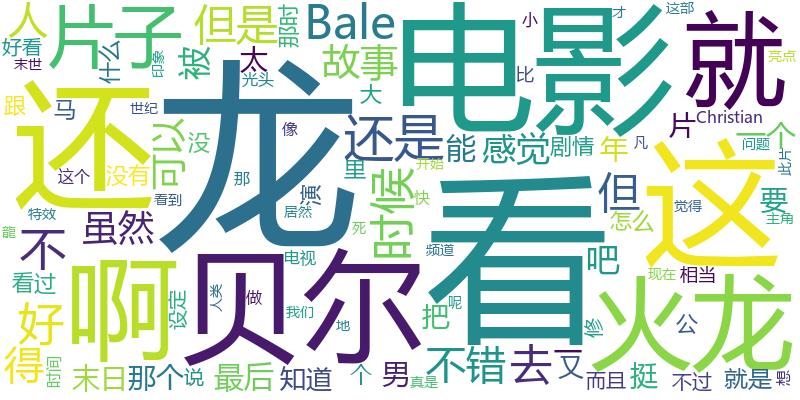 人
片子
但是
那时
Bale
电影
就
小
才
这部
好看
末世
什么
印象
被
太
光头
故事
比
亮点
跟
马
世纪
还
龙
大
片
Christian
可以
没
像
还是
能
感觉
剧情
年
一个
这个
没有
那
演
里
时候
开始
看
但
这
凡
问题
此片
不
虽然
看到
居然
快
要
觉得
龍
特效
啊
贝尔
死
吧
怎么
主角
看过
设定
人类
电视
频道
火龙
现在
相当
好
做
我们
把
呢
修
公
得
时间
末日
那个
说
最后
知道
地
个
男
真是
不错
去
又
而且
挺
不过
就是
想